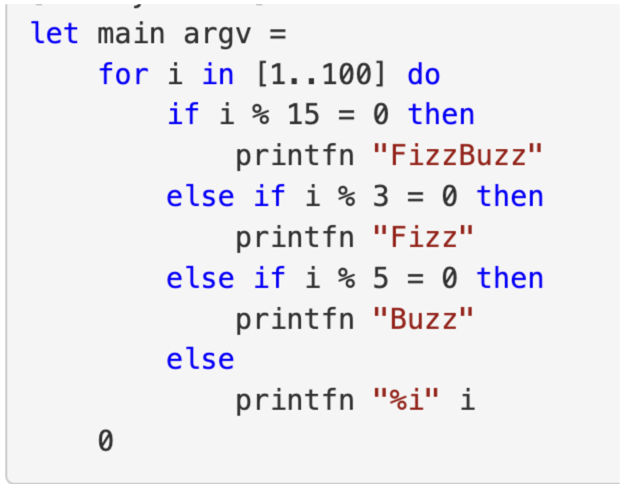 let main argv =
    for i in [1..100] do
        if i % 15 = 0 then
            printfn "FizzBuzz"
        else if i % 3 = 0 then
            printfn "Fizz"
        else if i % 5 = 0 then
            printfn "Buzz"
        else
            printfn "%i" i
    0